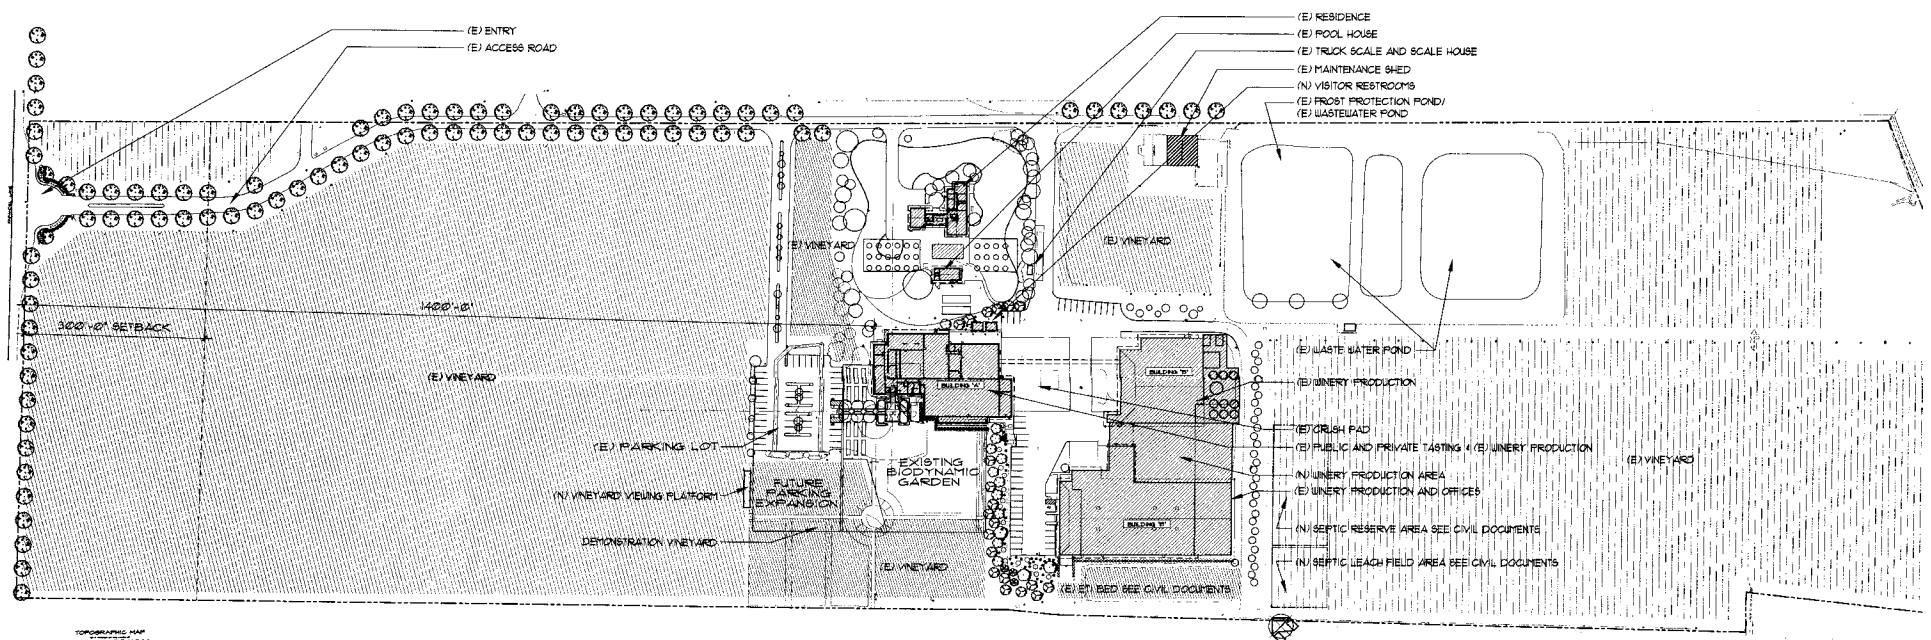 (E) ENTRY
(E) ACCESS ROAD
(E) RESIDENCE
(E) POOL HOUSE
(E) TRUCK SCALE AND SCALE HOUSE
(E) MAINTENANCE SHED
(N) VISITOR RESTROOMS
(E) FROST PROTECTION POND/
(E) WASTEWATER POND
(E) VINEYARD
(E) VINEYARD
1400'-0"
300'-0" SETBACK
(E) VINEYARD
(E) WASTE WATER POND
BUILDING "A"
BUILDING "B"
(E) WINERY PRODUCTION
(E) CRUSH PAD
(E) PARKING LOT
(E) PUBLIC AND PRIVATE TASTING & (E) WINERY PRODUCTION
(E) VINEYARD
EXISTING
BIODYNAMIC
GARDEN
(N) WINERY PRODUCTION AREA
FUTURE
PARKING
EXPANSION
(N) VINEYARD VIEWING PLATFORM
(E) WINERY PRODUCTION AND OFFICES
(N) SEPTIC RESERVE AREA SEE CIVIL DOCUMENTS
DEMONSTRATION VINEYARD
(E) VINEYARD
(N) SEPTIC LEACH FIELD AREA SEE CIVIL DOCUMENTS
(E) ET BED SEE CIVIL DOCUMENTS
TOPOGRAPHIC MAP